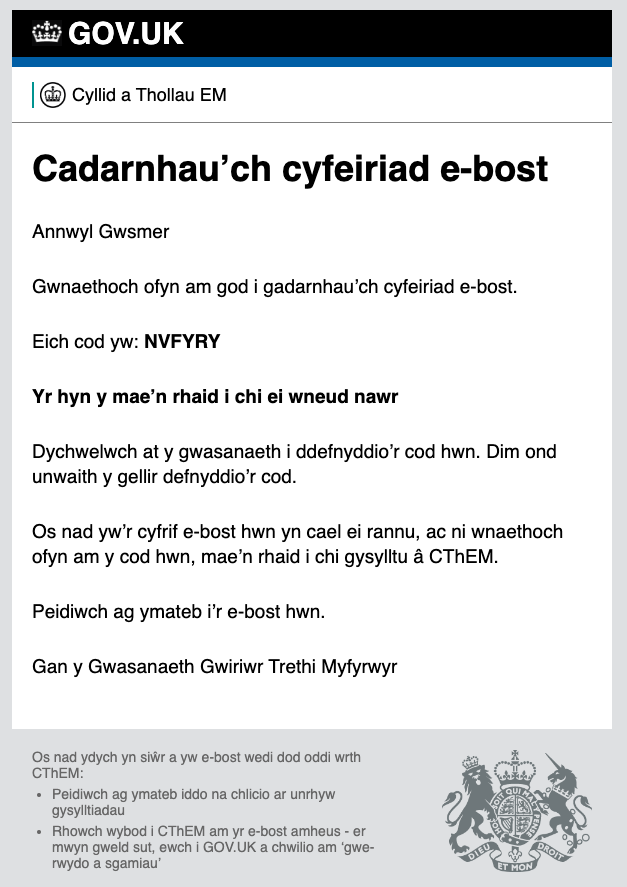 GOV.UK
Cyllid a Thollau EM
Cadarnhau’ch cyfeiriad e-bost
Annwyl Gwsmer
Gwnaethoch ofyn am god i gadarnhau’ch cyfeiriad e-bost.
Eich cod yw: NVFYRY
Yr hyn y mae’n rhaid i chi ei wneud nawr
Dychwelwch at y gwasanaeth i ddefnyddio’r cod hwn. Dim ond
unwaith y gellir defnyddio’r cod.
Os nad yw’r cyfrif e-bost hwn yn cael ei rannu, ac ni wnaethoch
ofyn am y cod hwn, mae’n rhaid i chi gysylltu â CThEM.
Peidiwch ag ymateb i’r e-bost hwn.
Gan y Gwasanaeth Gwiriwr Trethi Myfyrwyr
Os nad ydych yn siŵr a yw e-bost wedi dod oddi wrth
CThEM:
• Peidiwch ag ymateb iddo na chlicio ar unrhyw
gysylltiadau
• Rhowch wybod i CThEM am yr e-bost amheus - er
mwyn gweld sut, ewch i GOV.UK a chwilio am ‘gwe-
rwydo a sgamiau’
DIEU ET MON DROIT